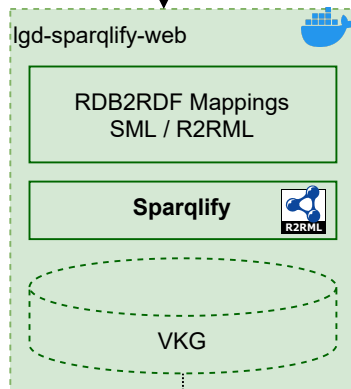 lgd-sparqlify-web
RDB2RDF Mappings
SML / R2RML
Sparqlify
R2RML
VKG